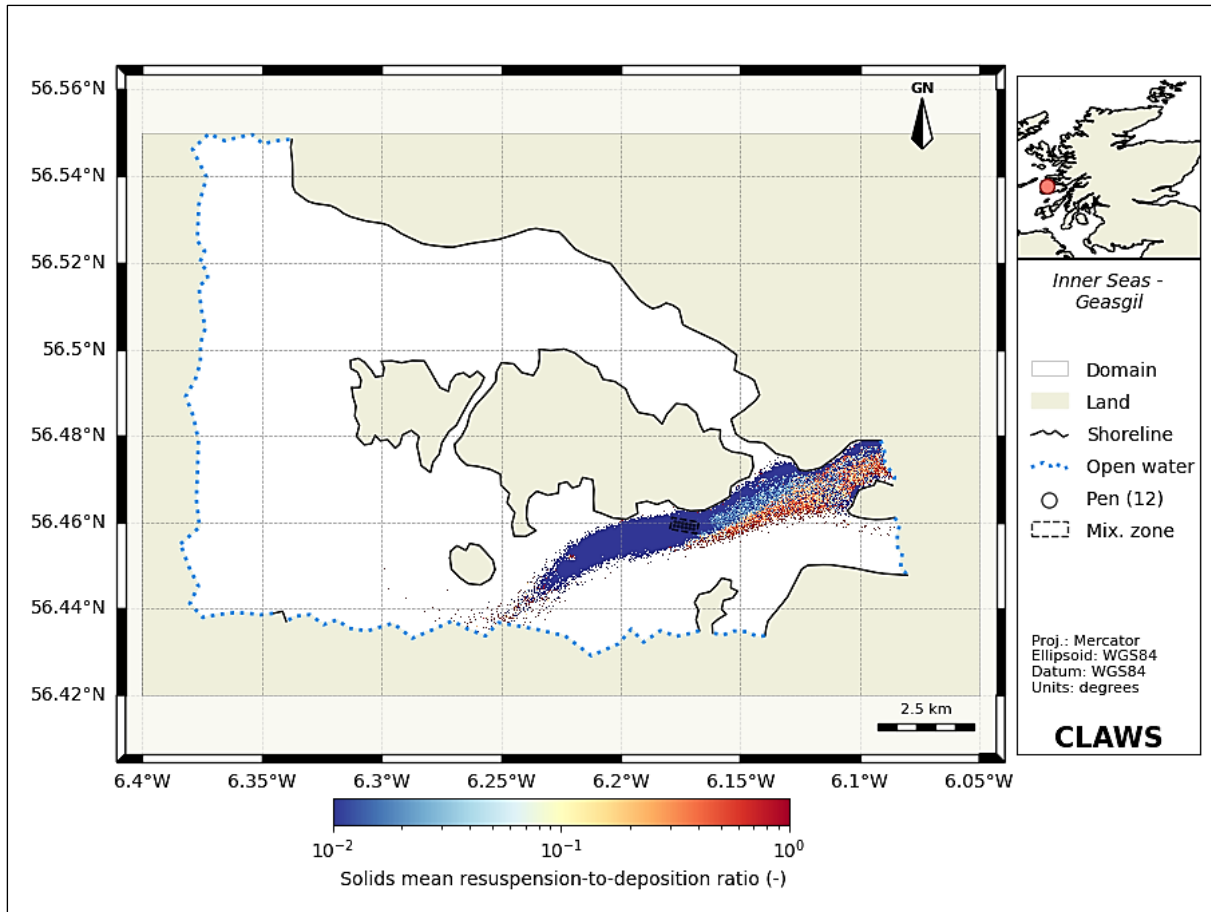 GN
56.56°N
56.54°N
56.52°N
56.5°N
56.48°N
56.46°N
56.44°N
56.42°N
2.5 km
6.4°W
6.35°W
6.3°W
6.25°W
6.2°W
6.15°W
6.1°W
6.05°W
10⁻²
10⁻¹
10⁰
Solids mean resuspension-to-deposition ratio (-)
Inner Seas -
Geasgil
Domain
Land
Shoreline
Open water
Pen (12)
Mix. zone
Proj.: Mercator
Ellipsoid: WGS84
Datum: WGS84
Units: degrees
CLAWS